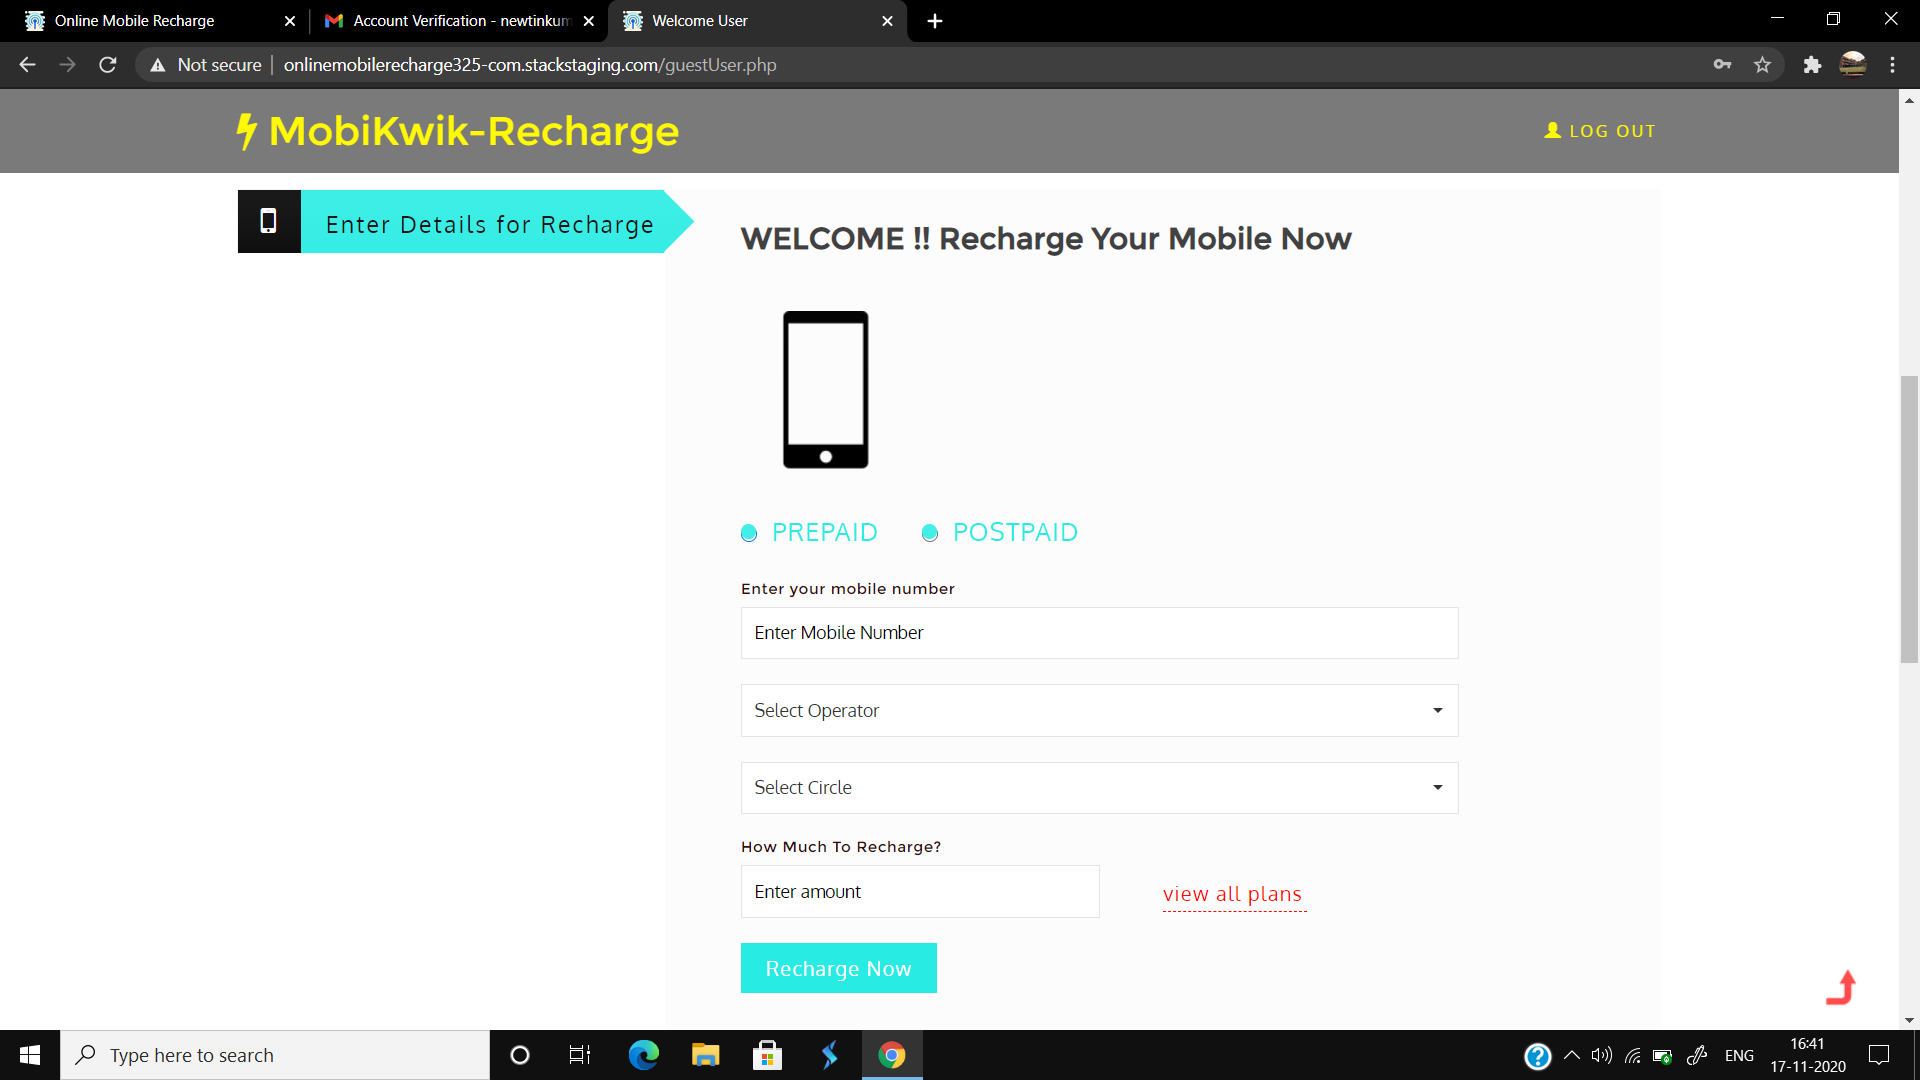 Online Mobile Recharge
Account Verification - newtinkum
Welcome User
Not secure
onlinemobilerecharge325-com.stackstaging.com/guestUser.php
MobiKwik-Recharge
LOG OUT
Enter Details for Recharge
WELCOME !! Recharge Your Mobile Now
PREPAID
POSTPAID
Enter your mobile number
Enter Mobile Number
Select Operator
Select Circle
How Much To Recharge?
Enter amount
view all plans
Recharge Now
Type here to search
ENG
16:41
17-11-2020